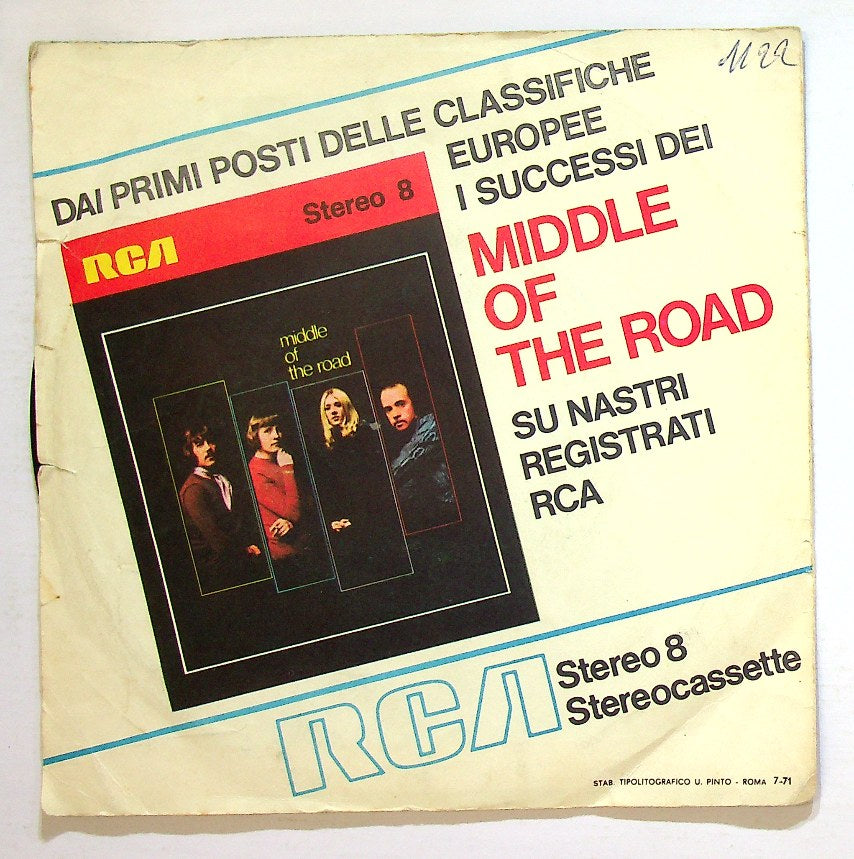 1122
DAI PRIMI POSTI DELLE CLASSIFICHE
EUROPEE
I SUCCESSI DEI
MIDDLE
OF
THE ROAD
SU NASTRI
REGISTRATI
RCA
RCA Stereo 8
middle
of
the road
RCA
Stereo 8
Stereocassette
STAB. TIPOLITOGRAFICO U. PINTO - ROMA 7-71